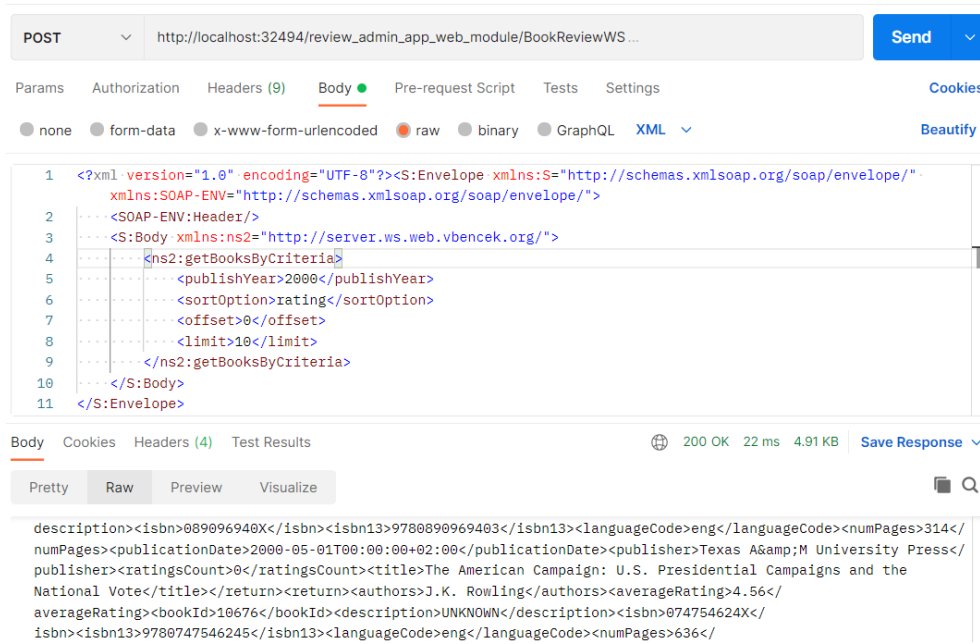 POST http://localhost:32494/review_admin_app_web_module/BookReviewWS ... Send
Params Authorization Headers (9) Body Pre-request Script Tests Settings Cookies
none form-data x-www-form-urlencoded raw binary GraphQL XML Beautify
1 <?xml version="1.0" encoding="UTF-8"?><S:Envelope xmlns:S="http://schemas.xmlsoap.org/soap/envelope/"
xmlns:SOAP-ENV="http://schemas.xmlsoap.org/soap/envelope/">
2 <SOAP-ENV:Header/>
3 <S:Body xmlns:ns2="http://server.ws.web.vbencek.org/">
4 <ns2:getBooksByCriteria>
5 <publishYear>2000</publishYear>
6 <sortOption>rating</sortOption>
7 <offset>0</offset>
8 <limit>10</limit>
9 </ns2:getBooksByCriteria>
10 </S:Body>
11 </S:Envelope>
Body Cookies Headers (4) Test Results 200 OK 22 ms 4.91 KB Save Response
Pretty Raw Preview Visualize
description><isbn>089096940X</isbn><isbn13>9780890969403</isbn13><languageCode>eng</languageCode><numPages>314</
numPages><publicationDate>2000-05-01T00:00:00+02:00</publicationDate><publisher>Texas A&amp;M University Press</
publisher><ratingsCount>0</ratingsCount><title>The American Campaign: U.S. Presidential Campaigns and the
National Vote</title></return><return><authors>J.K. Rowling</authors><averageRating>4.56</
averageRating><bookId>10676</bookId><description>UNKNOWN</description><isbn>074754624X</
isbn><isbn13>9780747546245</isbn13><languageCode>eng</languageCode><numPages>636</